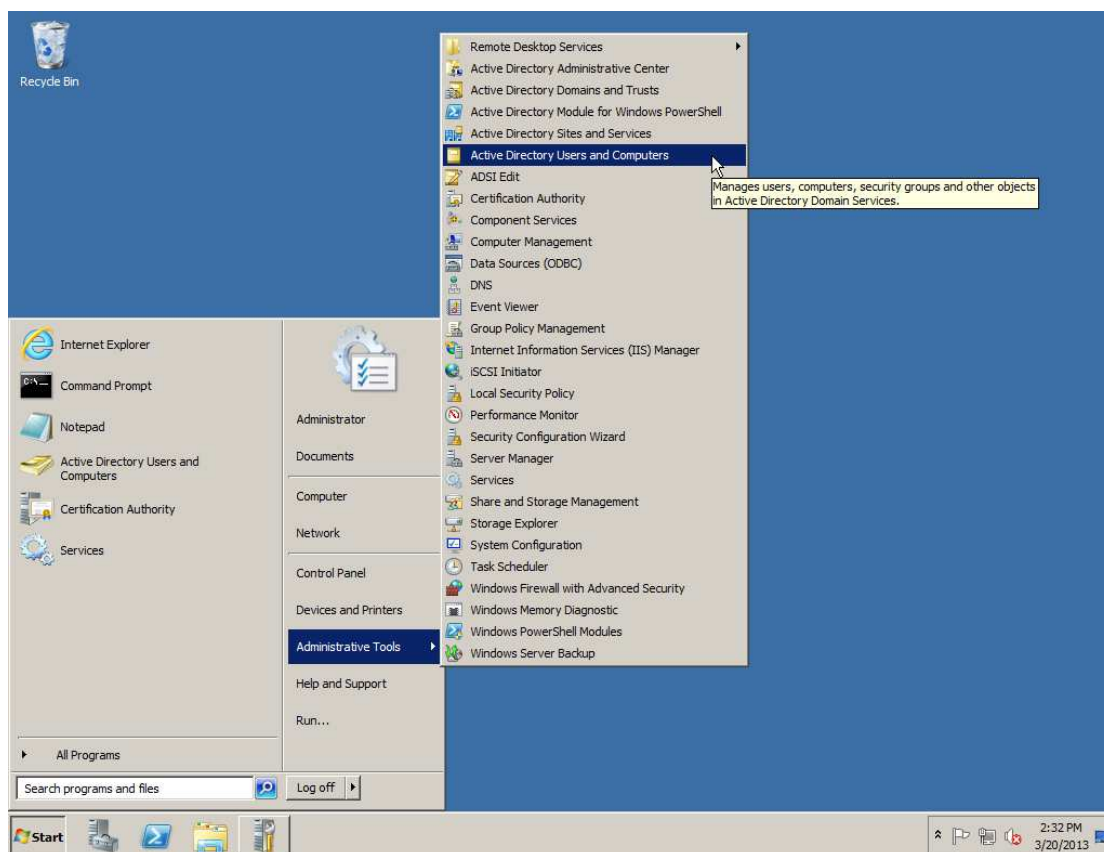 Recycle Bin
Remote Desktop Services
Active Directory Administrative Center
Active Directory Domains and Trusts
Active Directory Module for Windows PowerShell
Active Directory Sites and Services
Active Directory Users and Computers
ADSI Edit
Certification Authority
Component Services
Computer Management
Data Sources (ODBC)
DNS
Event Viewer
Group Policy Management
Internet Information Services (IIS) Manager
iSCSI Initiator
Local Security Policy
Performance Monitor
Security Configuration Wizard
Server Manager
Services
Share and Storage Management
Storage Explorer
System Configuration
Task Scheduler
Windows Firewall with Advanced Security
Windows Memory Diagnostic
Windows PowerShell Modules
Windows Server Backup
Manages users, computers, security groups and other objects
in Active Directory Domain Services.
Internet Explorer
Command Prompt
Notepad
Active Directory Users and
Computers
Certification Authority
Services
All Programs
Search programs and files
Administrator
Documents
Computer
Network
Control Panel
Devices and Printers
Administrative Tools
Help and Support
Run...
Log off
Start
2:32 PM
3/20/2013